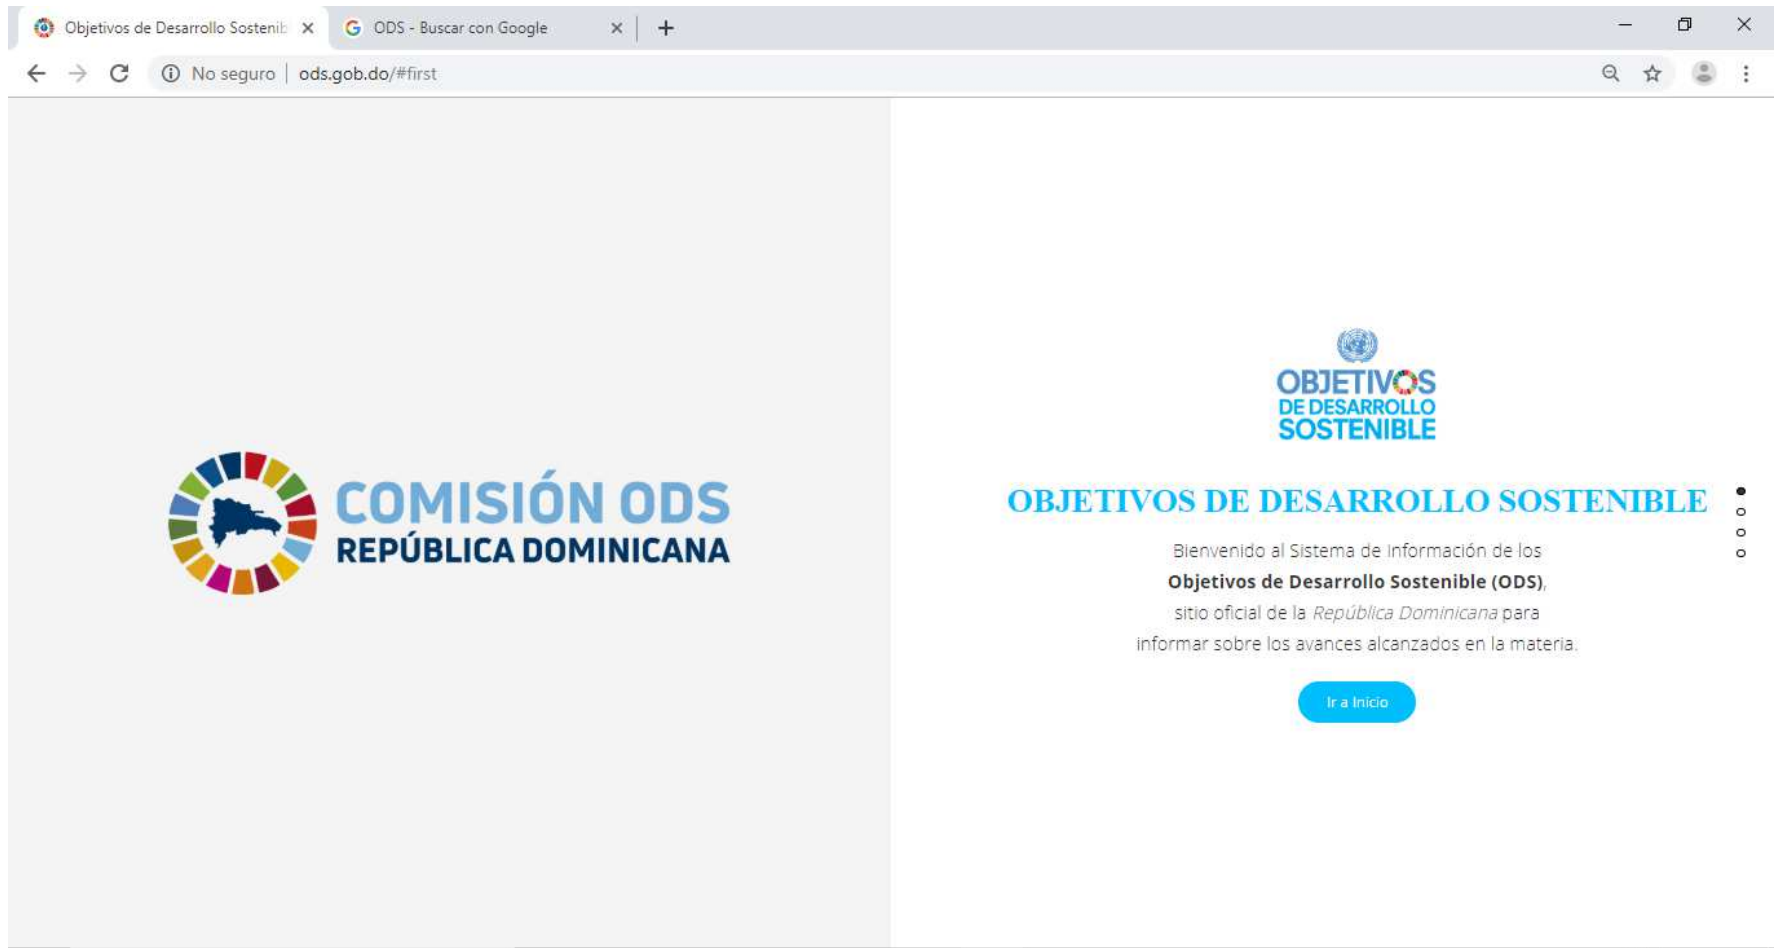 Objetivos de Desarrollo Sostenib
ODS - Buscar con Google
No seguro | ods.gob.do/#first
COMISIÓN ODS
REPÚBLICA DOMINICANA
OBJETIVOS
DE DESARROLLO
SOSTENIBLE
OBJETIVOS DE DESARROLLO SOSTENIBLE
Bienvenido al Sistema de Información de los
Objetivos de Desarrollo Sostenible (ODS),
sitio oficial de la República Dominicana para
informar sobre los avances alcanzados en la materia.
Ir a Inicio